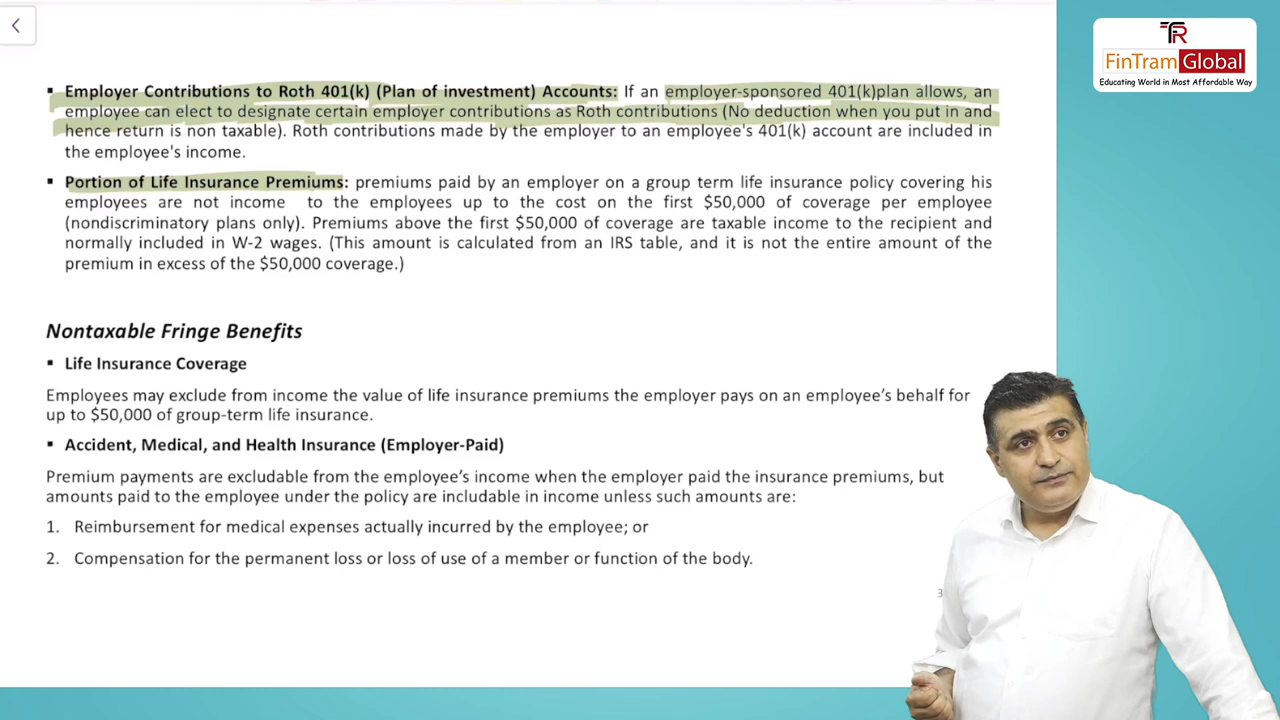 FinTram Global
Educating World in Most Affordable Way
▪ Employer Contributions to Roth 401(k) (Plan of investment) Accounts: If an employer-sponsored 401(k)plan allows, an
employee can elect to designate certain employer contributions as Roth contributions (No deduction when you put in and
hence return is non taxable). Roth contributions made by the employer to an employee's 401(k) account are included in
the employee's income.
▪ Portion of Life Insurance Premiums: premiums paid by an employer on a group term life insurance policy covering his
employees are not income to the employees up to the cost on the first $50,000 of coverage per employee
(nondiscriminatory plans only). Premiums above the first $50,000 of coverage are taxable income to the recipient and
normally included in W-2 wages. (This amount is calculated from an IRS table, and it is not the entire amount of the
premium in excess of the $50,000 coverage.)
Nontaxable Fringe Benefits
▪ Life Insurance Coverage
Employees may exclude from income the value of life insurance premiums the employer pays on an employee’s behalf for
up to $50,000 of group-term life insurance.
▪ Accident, Medical, and Health Insurance (Employer-Paid)
Premium payments are excludable from the employee’s income when the employer paid the insurance premiums, but
amounts paid to the employee under the policy are includable in income unless such amounts are:
1. Reimbursement for medical expenses actually incurred by the employee; or
2. Compensation for the permanent loss or loss of use of a member or function of the body.
3